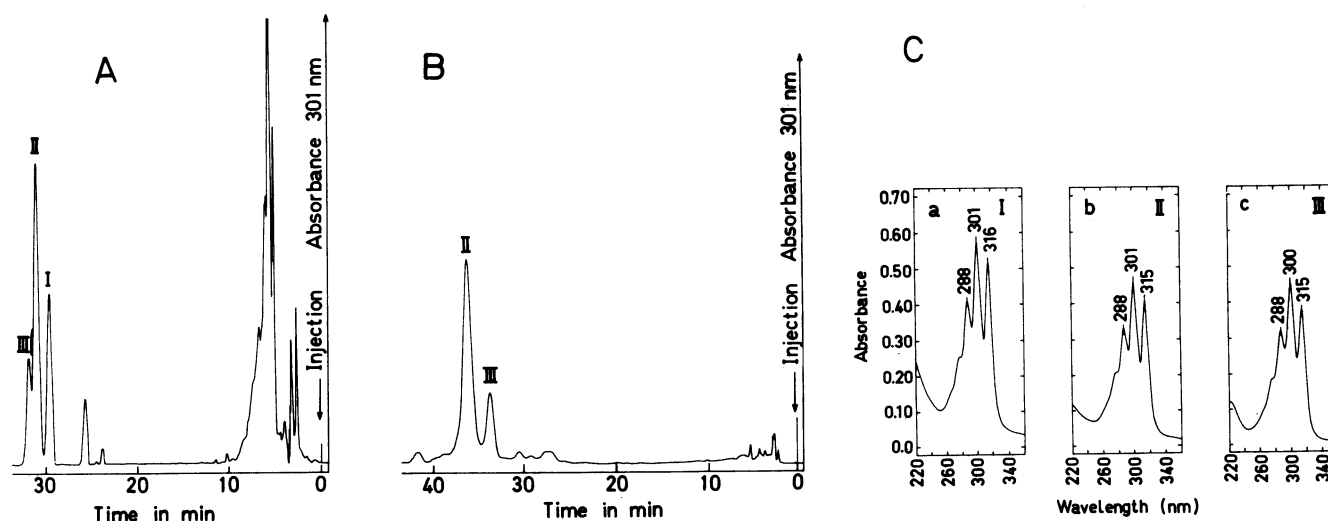 A
Absorbance 301 nm
Injection
II
I
III
30
20
10
0
Time in min
B
Absorbance 301 nm
Injection
II
III
40
30
20
10
0
Time in min
C
Absorbance
0.70
0.60
0.50
0.40
0.30
0.20
0.10
0.0
a
I
288
301
316
220
260
300
340
b
II
288
301
315
220
260
300
340
c
III
288
300
315
220
260
300
340
Wavelength (nm)